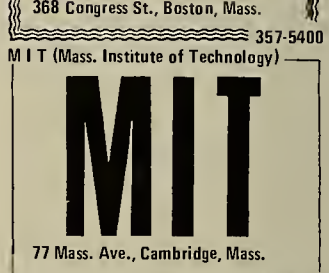 368 Congress St., Boston, Mass.
357-5400
M I T (Mass. Institute of Technology)
MIT
77 Mass. Ave., Cambridge, Mass.